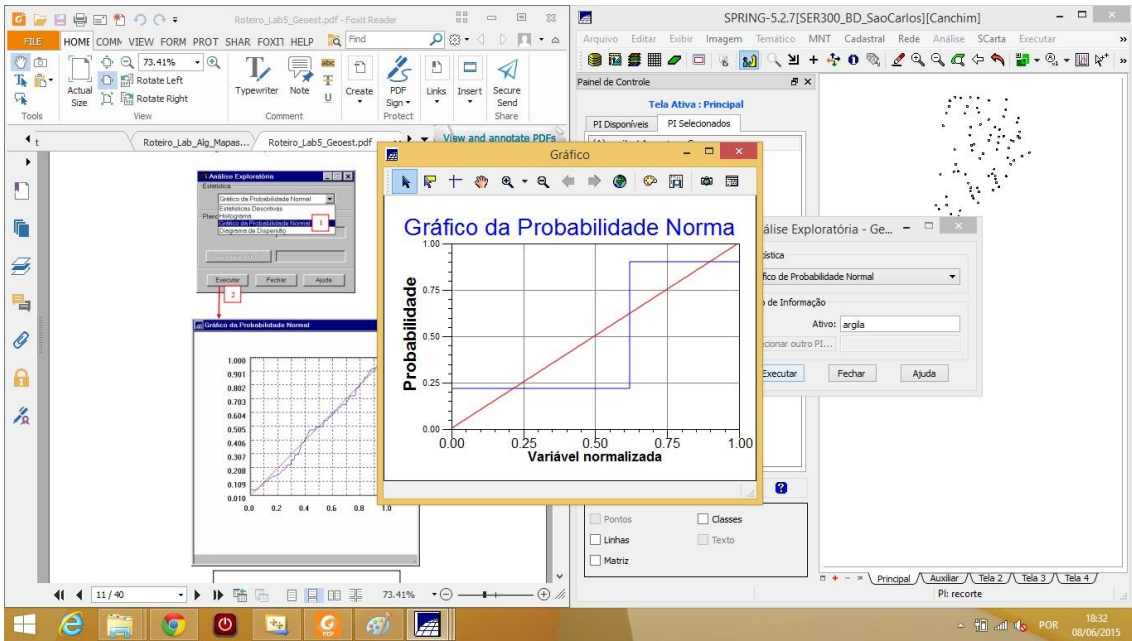 Roteiro_Lab5_Geoest.pdf - Foxit Reader
FILE HOME COMN VIEW FORM PROT SHAR FOXIT HELP Find
73.41%
Actual Size
Rotate Left
Rotate Right
Typewriter Note Create PDF Sign Links Insert Secure Send
Tools View Comment Protect Share
t Roteiro_Lab_Alg_Mapas... Roteiro_Lab5_Geoest.pdf View and annotate PDFs
Análise Exploratória
Estatística
Gráfico de Probabilidade Normal
Estatísticas Descritivas
Histograma
Gráfico da Probabilidade Normal
Diagrama de Dispersão
1
Executar Fechar Ajuda
2
Gráfico da Probabilidade Normal
1.000
0.901
0.802
0.703
0.604
0.505
0.406
0.307
0.208
0.109
0.010
0.0 0.2 0.4 0.6 0.8 1.0
11 / 40 73.41%
Gráfico
Gráfico da Probabilidade Norma
Probabilidade
1.00
0.75
0.50
0.25
0.00
0.00 0.25 0.50 0.75 1.00
Variável normalizada
SPRING-5.2.7[SER300_BD_SaoCarlos][Canchim]
Arquivo Editar Exibir Imagem Temático MNT Cadastral Rede Análise SCarta Executar
Painel de Controle
Tela Ativa : Principal
PI Disponíveis PI Selecionados
álise Exploratória - Ge...
ística
fico de Probabilidade Normal
o de Informação
Ativo: argila
ecionar outro PI...
Executar Fechar Ajuda
Pontos Classes
Linhas Texto
Matriz
Principal Auxiliar Tela 2 Tela 3 Tela 4
PI: recorte
POR 18:32
08/06/2015